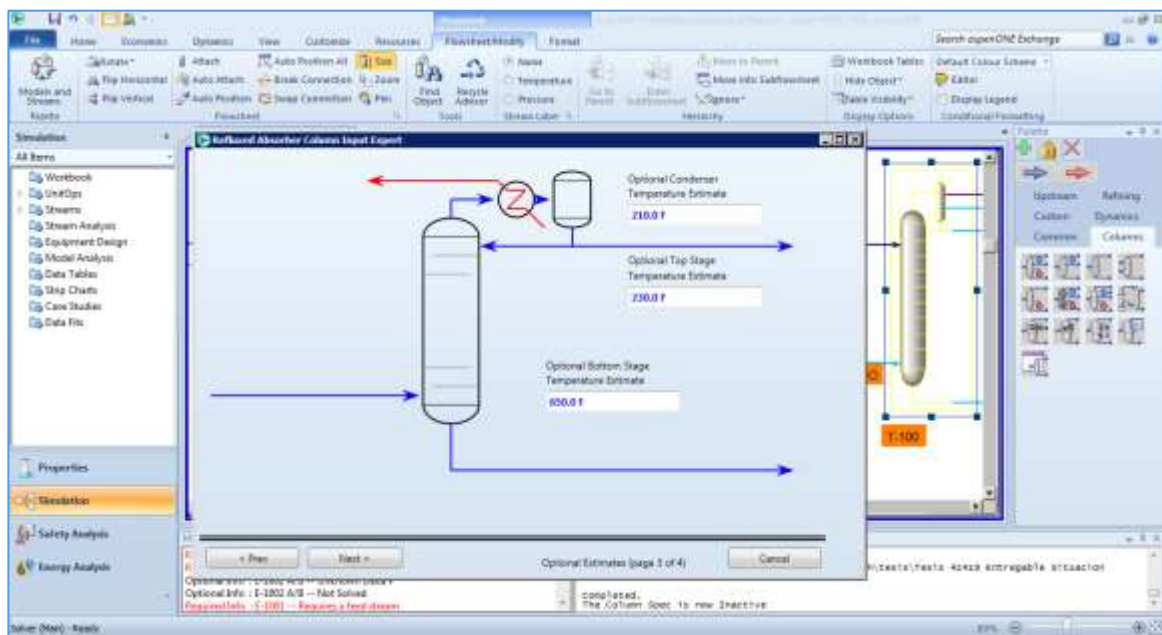 File Home Economics Dynamics View Customize Resources Flowsheet/Modify Format
Search aspenONE Exchange
Models and
Streams
Palette
Rotate
Flip Horizontal
Flip Vertical
Attach
Auto Attach
Auto Position
Auto Position All
Break Connection
Swap Connection
Size
Zoom
Pan
Flowsheet
Find
Object
Recycle
Advisor
Tools
Name
Temperature
Pressure
Stream Label
Go to
Parent
Enter
Subflowsheet
Move to Parent
Move Into Subflowsheet
Ignore
Hierarchy
Workbook Tables
Hide Object
Table Visibility
Display Options
Default Colour Scheme
Editor
Display Legend
Conditional Formatting
Simulation
All Items
Workbook
UnitOps
Streams
Stream Analysis
Equipment Design
Model Analysis
Data Tables
Strip Charts
Case Studies
Data Fits
Properties
Simulation
Safety Analysis
Energy Analysis
Refluxed Absorber Column Input Expert
Optional Condenser
Temperature Estimate
210.0 F
Optional Top Stage
Temperature Estimate
230.0 F
Optional Bottom Stage
Temperature Estimate
650.0 F
< Prev
Next >
Optional Estimates (page 3 of 4)
Cancel
T-100
Palette
Upstream Refining
Custom Dynamics
Common Columns
Optional Info : E-1002 A/B -- Not Solved
Required Info : E-1001 -- Requires a feed stream
completed.
The Column Spec is now Inactive
Solver (Main) - Ready